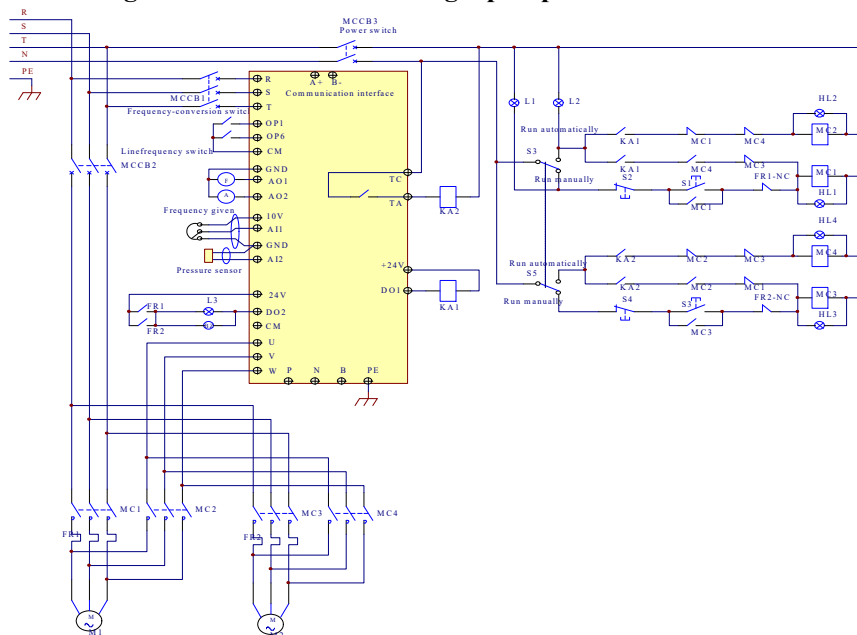 R
S
T
N
PE
MCCB3
Power switch
A+ B-
Communication interface
R
S
T
MCCB1
Frequency-conversion switch
OP1
OP6
CM
Linefrequency switch
MCCB2
GND
AO1
AO2
F
A
Frequency given
10V
AI1
GND
AI2
Pressure sensor
TC
TA
KA2
+24V
DO1
KA1
24V
DO2
CM
FR1
L3
FR2
U
V
W
P N B PE
L1
L2
Run automatically
S3
Run manually
HL2
MC2
KA1 MC1 MC4
KA1 MC4 MC3
MC1
S2 S1 FR1-NC
MC1
HL1
HL4
MC4
Run automatically
KA2 MC2 MC3
S5
Run manually
KA2 MC2 MC1
MC3
S4 S3 FR2-NC
MC3
HL3
MC1
MC2
MC3
MC4
FR1
FR2
M
M1
M